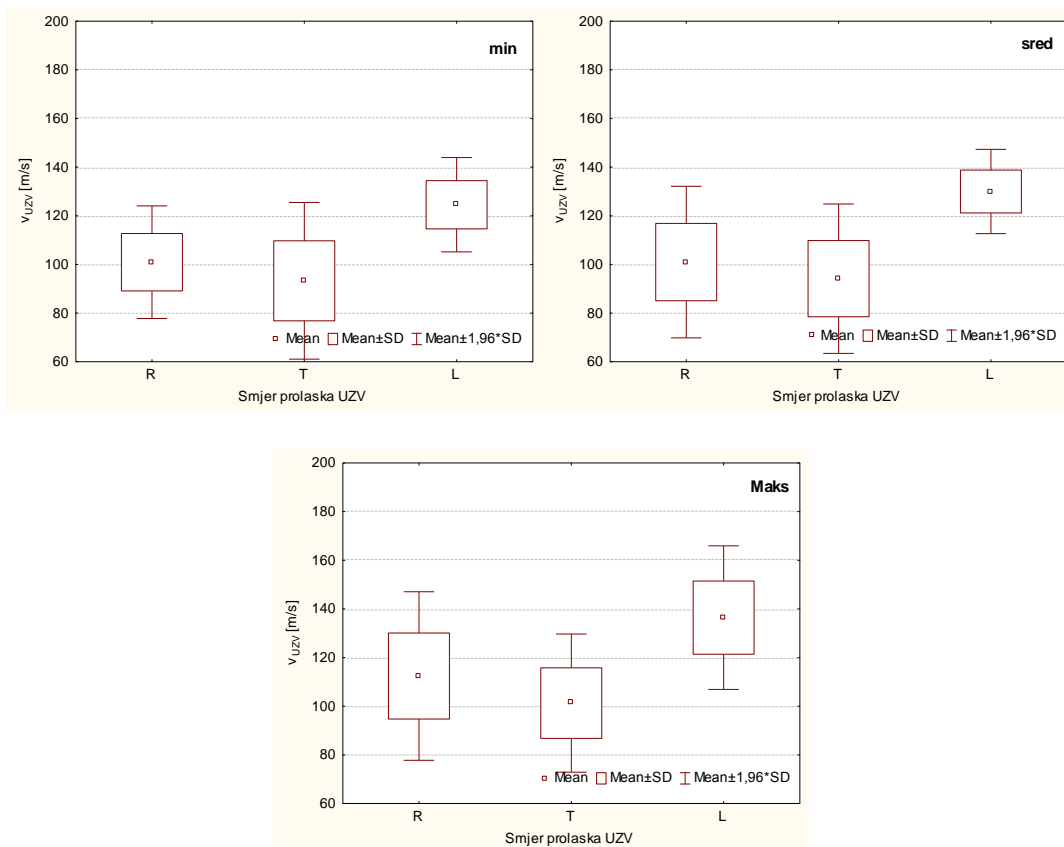 min
200
180
160
140
120
100
80
60
vUZV [m/s]
Mean Mean±SD Mean±1,96*SD
R T L
Smjer prolaska UZV
sred
200
180
160
140
120
100
80
60
vUZV [m/s]
Mean Mean±SD Mean±1,96*SD
R T L
Smjer prolaska UZV
Maks
200
180
160
140
120
100
80
60
vUZV [m/s]
Mean Mean±SD Mean±1,96*SD
R T L
Smjer prolaska UZV